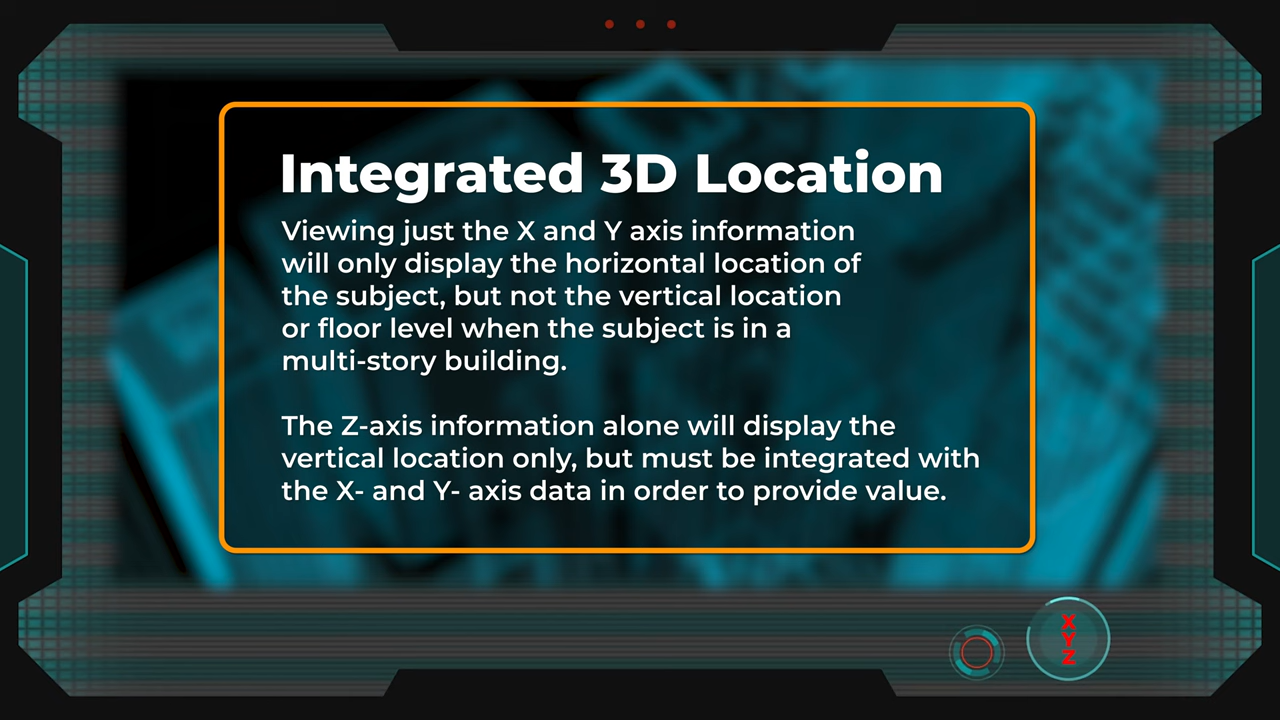 Integrated 3D Location
Viewing just the X and Y axis information
will only display the horizontal location of
the subject, but not the vertical location
or floor level when the subject is in a
multi-story building.
The Z-axis information alone will display the
vertical location only, but must be integrated with
the X- and Y- axis data in order to provide value.
X
Y
Z